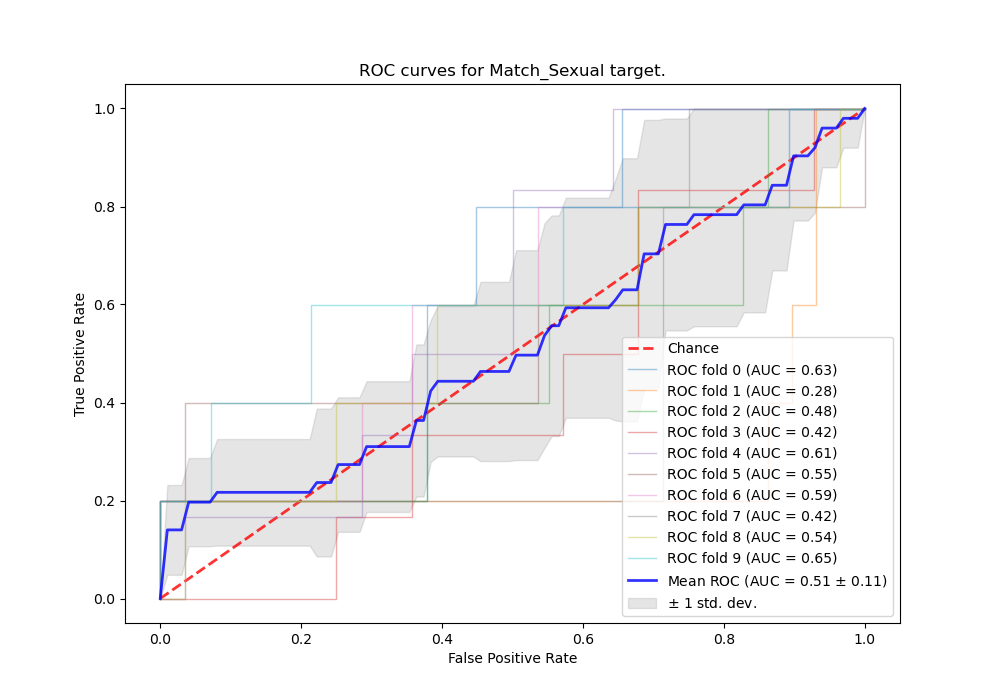 ROC curves for Match_Sexual target.
True Positive Rate
1.0
0.8
0.6
0.4
0.2
0.0
Chance
ROC fold 0 (AUC = 0.63)
ROC fold 1 (AUC = 0.28)
ROC fold 2 (AUC = 0.48)
ROC fold 3 (AUC = 0.42)
ROC fold 4 (AUC = 0.61)
ROC fold 5 (AUC = 0.55)
ROC fold 6 (AUC = 0.59)
ROC fold 7 (AUC = 0.42)
ROC fold 8 (AUC = 0.54)
ROC fold 9 (AUC = 0.65)
Mean ROC (AUC = 0.51 ± 0.11)
± 1 std. dev.
0.0 0.2 0.4 0.6 0.8 1.0
False Positive Rate